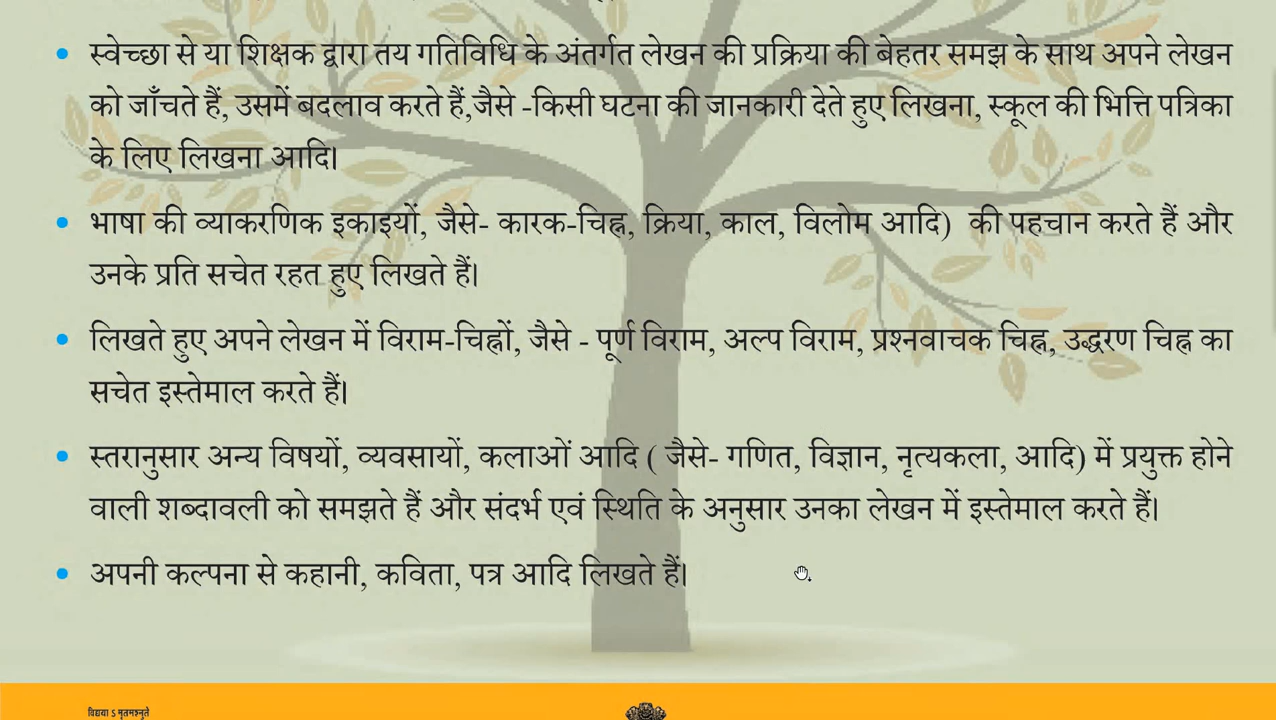 स्वेच्छा से या शिक्षक द्वारा तय गतिविधि के अंतर्गत लेखन की प्रक्रिया की बेहतर समझ के साथ अपने लेखन
को जाँचते हैं, उसमें बदलाव करते हैं,जैसे -किसी घटना की जानकारी देते हुए लिखना, स्कूल की भित्ति पत्रिका
के लिए लिखना आदि।
भाषा की व्याकरणिक इकाइयों, जैसे- कारक-चिह्न, क्रिया, काल, विलोम आदि) की पहचान करते हैं और
उनके प्रति सचेत रहत हुए लिखते हैं।
लिखते हुए अपने लेखन में विराम-चिह्नों, जैसे - पूर्ण विराम, अल्प विराम, प्रश्नवाचक चिह्न, उद्धरण चिह्न का
सचेत इस्तेमाल करते हैं।
स्तरानुसार अन्य विषयों, व्यवसायों, कलाओं आदि ( जैसे- गणित, विज्ञान, नृत्यकला, आदि) में प्रयुक्त होने
वाली शब्दावली को समझते हैं और संदर्भ एवं स्थिति के अनुसार उनका लेखन में इस्तेमाल करते हैं।
अपनी कल्पना से कहानी, कविता, पत्र आदि लिखते हैं।
विद्यया ऽ मृतमश्नुते